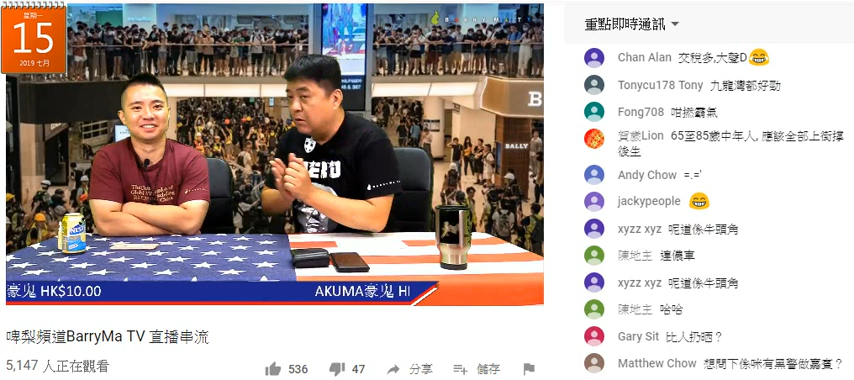 星期一
15
2019 七月
BARRY MA TV
BALLY
NESTEA
HERO
豪鬼 HK$10.00
AKUMA豪鬼 HI
啤梨頻道BarryMa TV 直播串流
5,147 人正在觀看
536
47
分享
儲存
重點即時通訊
Chan Alan 交稅多,大聲D😂
Tonycu178 Tony 九龍灣都好勁
Fong708 咁撚霸氣
賀歲Lion 65至85歲中年人, 應該全部上街撐
後生
Andy Chow =.='
jackypeople 😂
xyzz xyz 呢道係牛頭角
陳地主 違儀車
xyzz xyz 呢道係牛頭角
陳地主 哈哈
Gary Sit 比人扔晒？
Matthew Chow 想問下係咪有黑警做嘉賓？